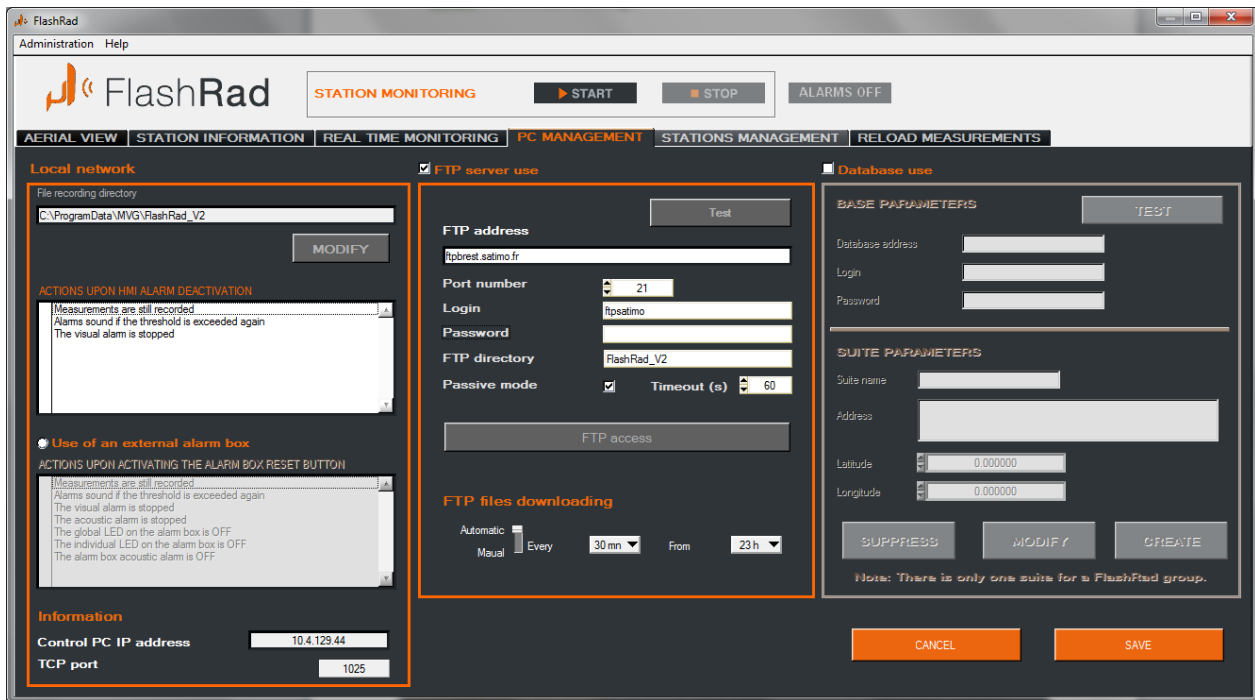 FlashRad
Administration Help
FlashRad
STATION MONITORING
START
STOP
ALARMS OFF
AERIAL VIEW
STATION INFORMATION
REAL TIME MONITORING
PC MANAGEMENT
STATIONS MANAGEMENT
RELOAD MEASUREMENTS
Local network
File recording directory
C:\ProgramData\MVG\FlashRad_V2
MODIFY
ACTIONS UPON HMI ALARM DEACTIVATION
Measurements are still recorded
Alarms sound if the threshold is exceeded again
The visual alarm is stopped
Use of an external alarm box
ACTIONS UPON ACTIVATING THE ALARM BOX RESET BUTTON
Measurements are still recorded
Alarms sound if the threshold is exceeded again
The visual alarm is stopped
The acoustic alarm is stopped
The global LED on the alarm box is OFF
The individual LED on the alarm box is OFF
The alarm box acoustic alarm is OFF
Information
Control PC IP address 10.4.129.44
TCP port 1025
FTP server use
Test
FTP address
ftpbrest.satimo.fr
Port number 21
Login ftpsatimo
Password
FTP directory FlashRad_V2
Passive mode Timeout (s) 60
FTP access
FTP files downloading
Automatic
Maual
Every 30 mn From 23 h
Database use
BASE PARAMETERS
TEST
Database address
Login
Password
SUITE PARAMETERS
Suite name
Address
Latitude 0.000000
Longitude 0.000000
SUPPRESS
MODIFY
CREATE
Note: There is only one suite for a FlashRad group.
CANCEL
SAVE